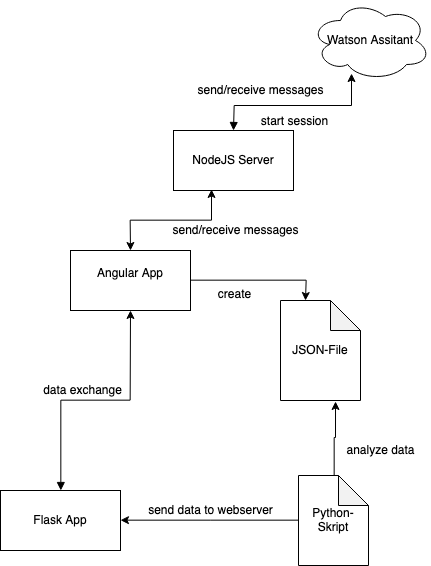 Watson Assitant
send/receive messages
start session
NodeJS Server
send/receive messages
Angular App
create
JSON-File
data exchange
analyze data
Flask App
send data to webserver
Python-
Skript